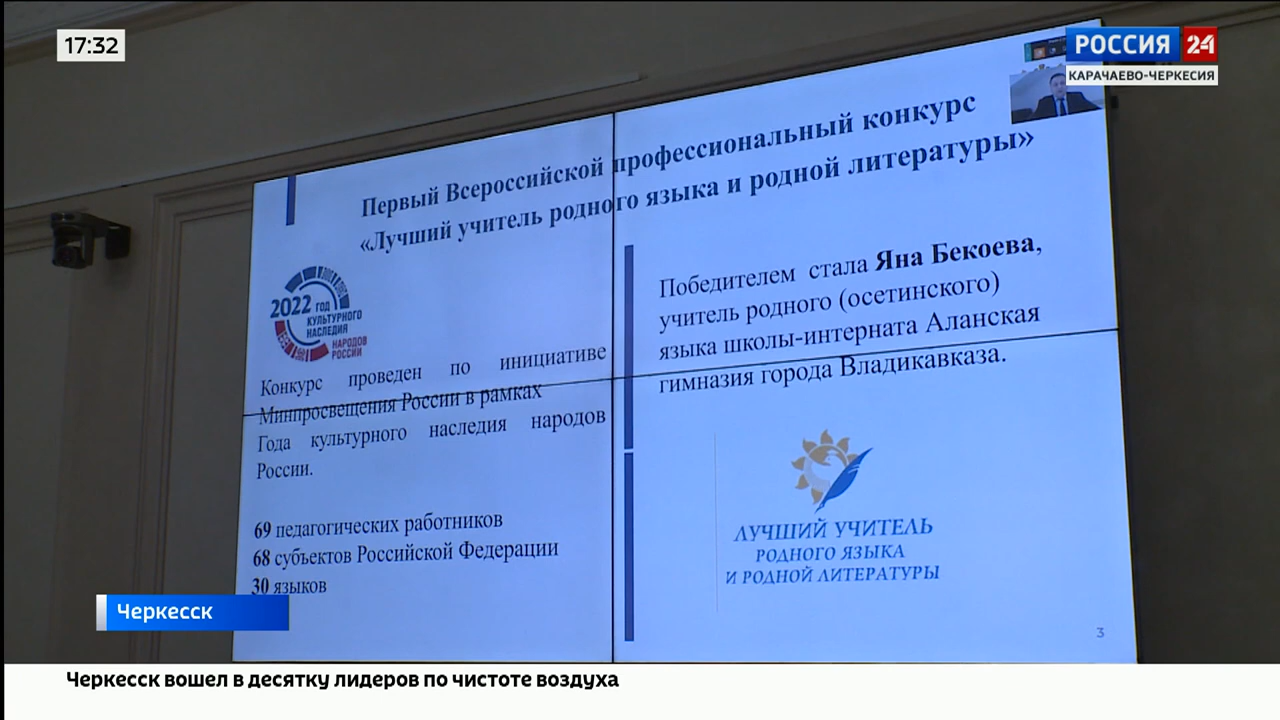 17:32
РОССИЯ 24
КАРАЧАЕВО-ЧЕРКЕСИЯ
Первый Всероссийской профессиональный конкурс
«Лучший учитель родного языка и родной литературы»
2022 ГОД
КУЛЬТУРНОГО
НАСЛЕДИЯ
НАРОДОВ
РОССИИ
Конкурс проведен по инициативе
Минпросвещения России в рамках
Года культурного наследия народов
России.
69 педагогических работников
68 субъектов Российской Федерации
30 языков
Победителем стала Яна Бекоева,
учитель родного (осетинского)
языка школы-интерната Аланская
гимназия города Владикавказа.
ЛУЧШИЙ УЧИТЕЛЬ
РОДНОГО ЯЗЫКА
И РОДНОЙ ЛИТЕРАТУРЫ
3
Черкесск
Черкесск вошел в десятку лидеров по чистоте воздуха